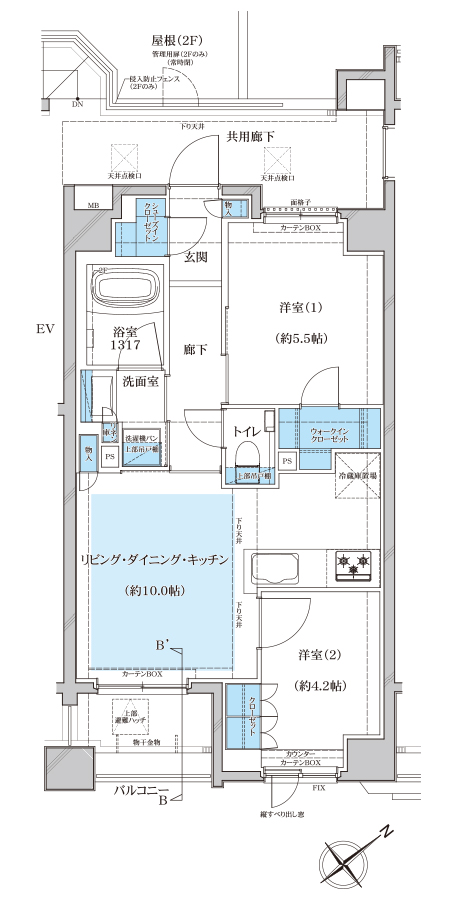 屋根(2F)
管理用扉(2Fのみ)
(常時閉)
侵入防止フェンス
(2Fのみ)
DN
下り天井
共用廊下
天井点検口
天井点検口
MB
シューズイン
クローゼット
物入
面格子
カーテンBOX
玄関
2F
洋室(1)
(約5.5帖)
EV
浴室
1317
廊下
洗面室
トイレ
ウォークイン
クローゼット
物入
PS
洗濯機パン
上部吊戸棚
上部吊戸棚
PS
冷蔵庫置場
下り天井
リビング・ダイニング・キッチン
(約10.0帖)
下り天井
B'
洋室(2)
(約4.2帖)
カーテンBOX
クローゼット
上部
避難ハッチ
物干金物
カウンター
カーテンBOX
バルコニー
B
FIX
縦すべり出し窓
N